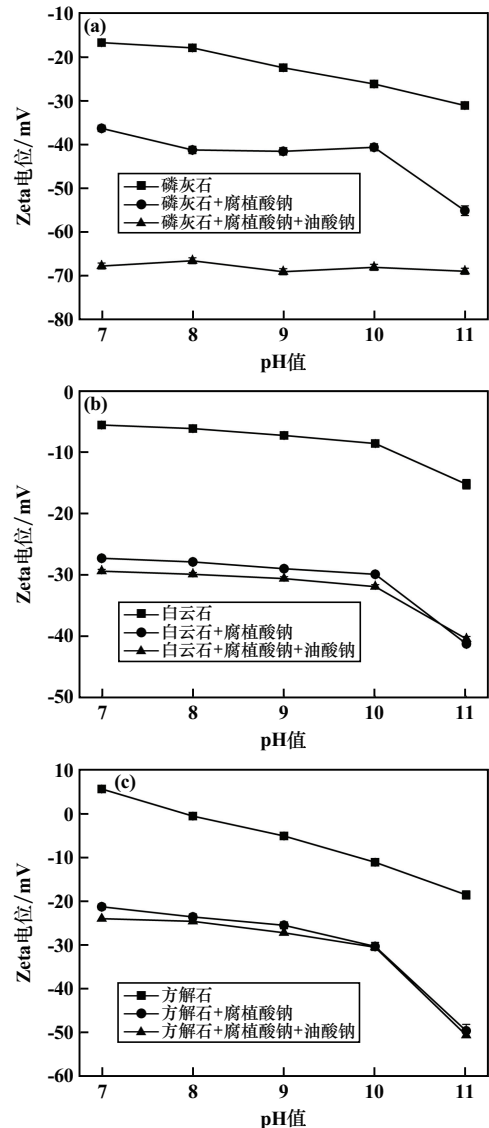 (a)
-10
-20
-30
-40
-50
-60
-70
-80
Zeta电位/mV
磷灰石
磷灰石+腐植酸钠
磷灰石+腐植酸钠+油酸钠
7 8 9 10 11
pH值
(b)
0
-10
-20
-30
-40
-50
Zeta电位/mV
白云石
白云石+腐植酸钠
白云石+腐植酸钠+油酸钠
7 8 9 10 11
pH值
(c)
10
0
-10
-20
-30
-40
-50
-60
Zeta电位/mV
方解石
方解石+腐植酸钠
方解石+腐植酸钠+油酸钠
7 8 9 10 11
pH值